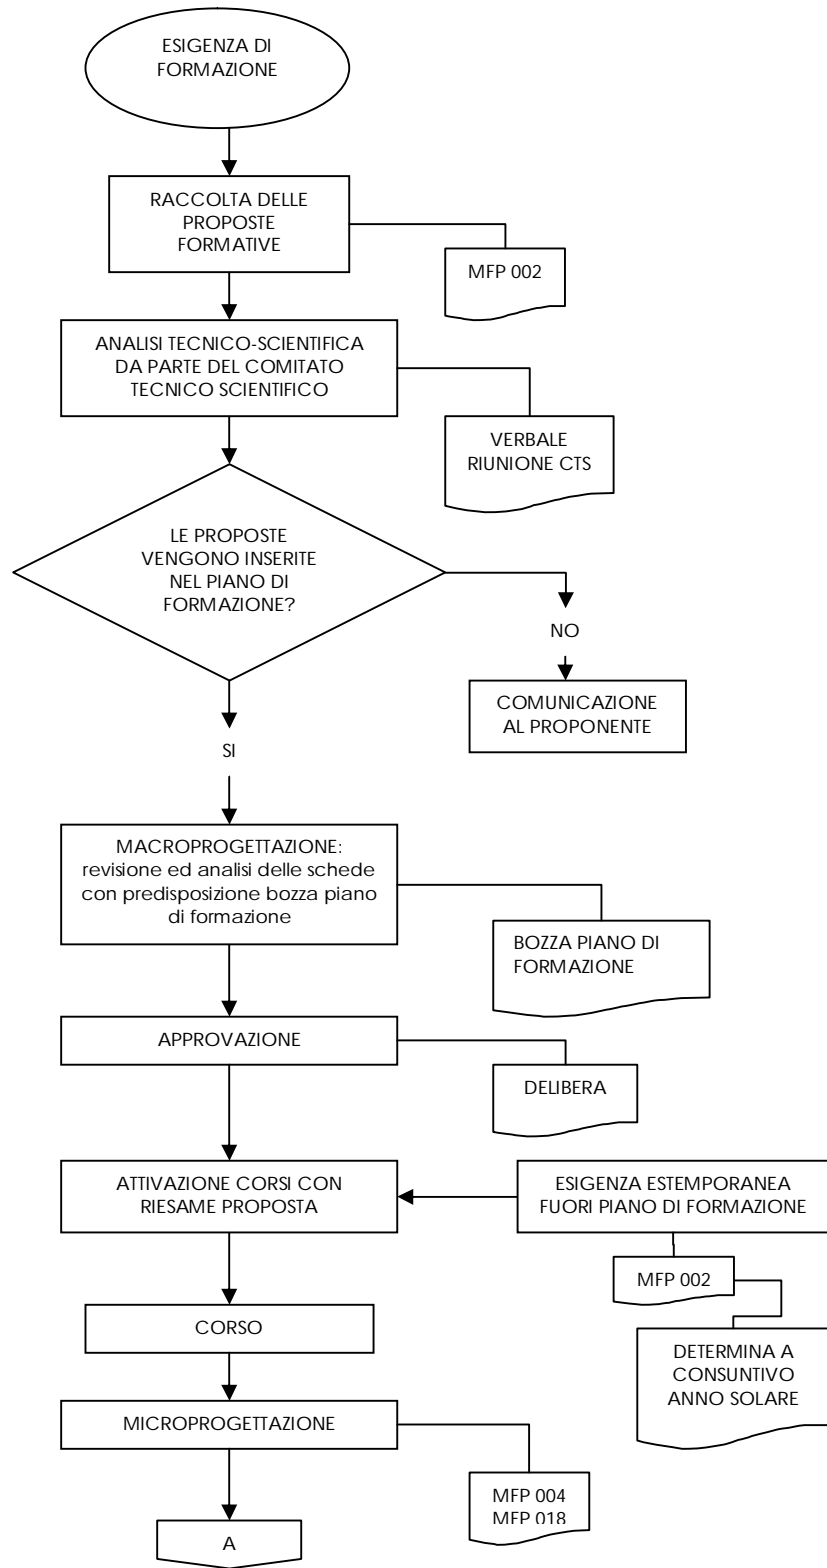 ESIGENZA DI
FORMAZIONE
RACCOLTA DELLE
PROPOSTE
FORMATIVE
MFP 002
ANALISI TECNICO-SCIENTIFICA
DA PARTE DEL COMITATO
TECNICO SCIENTIFICO
VERBALE
RIUNIONE CTS
LE PROPOSTE
VENGONO INSERITE
NEL PIANO DI
FORMAZIONE?
NO
COMUNICAZIONE
AL PROPONENTE
SI
MACROPROGETTAZIONE:
revisione ed analisi delle schede
con predisposizione bozza piano
di formazione
BOZZA PIANO DI
FORMAZIONE
APPROVAZIONE
DELIBERA
ATTIVAZIONE CORSI CON
RIESAME PROPOSTA
ESIGENZA ESTEMPORANEA
FUORI PIANO DI FORMAZIONE
MFP 002
DETERMINA A
CONSUNTIVO
ANNO SOLARE
CORSO
MICROPROGETTAZIONE
MFP 004
MFP 018
A